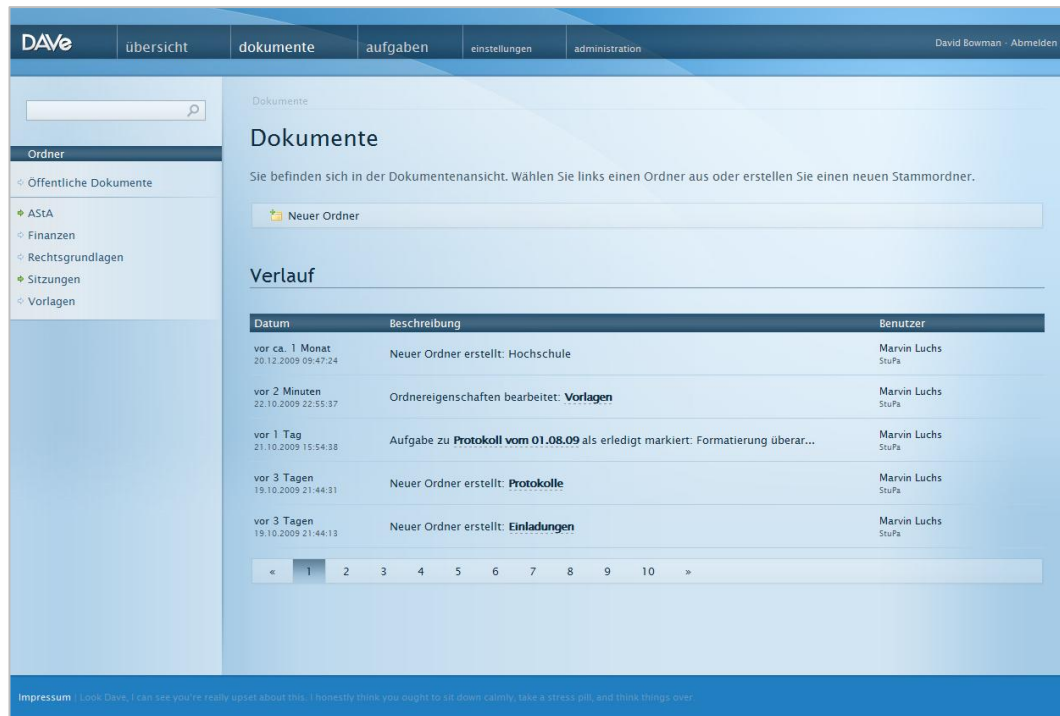 DAVe übersicht dokumente aufgaben einstellungen administration David Bowman · Abmelden
Dokumente
Ordner
Öffentliche Dokumente
AStA
Finanzen
Rechtsgrundlagen
Sitzungen
Vorlagen
Dokumente
Sie befinden sich in der Dokumentenansicht. Wählen Sie links einen Ordner aus oder erstellen Sie einen neuen Stammordner.
Neuer Ordner
Verlauf
Datum Beschreibung Benutzer
vor ca. 1 Monat Neuer Ordner erstellt: Hochschule Marvin Luchs
20.12.2009 09:47:24 StuPa
vor 2 Minuten Ordnereigenschaften bearbeitet: Vorlagen Marvin Luchs
22.10.2009 22:55:37 StuPa
vor 1 Tag Aufgabe zu Protokoll vom 01.08.09 als erledigt markiert: Formatierung überar... Marvin Luchs
21.10.2009 15:54:38 StuPa
vor 3 Tagen Neuer Ordner erstellt: Protokolle Marvin Luchs
19.10.2009 21:44:31 StuPa
vor 3 Tagen Neuer Ordner erstellt: Einladungen Marvin Luchs
19.10.2009 21:44:13 StuPa
« 1 2 3 4 5 6 7 8 9 10 »
Impressum | Look Dave, I can see you're really upset about this. I honestly think you ought to sit down calmly, take a stress pill, and think things over.